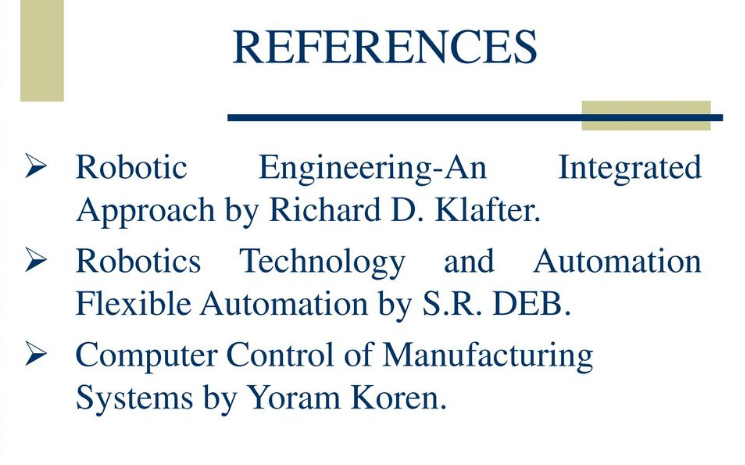 REFERENCES
➢ Robotic Engineering-An Integrated
Approach by Richard D. Klafter.
➢ Robotics Technology and Automation
Flexible Automation by S.R. DEB.
➢ Computer Control of Manufacturing
Systems by Yoram Koren.